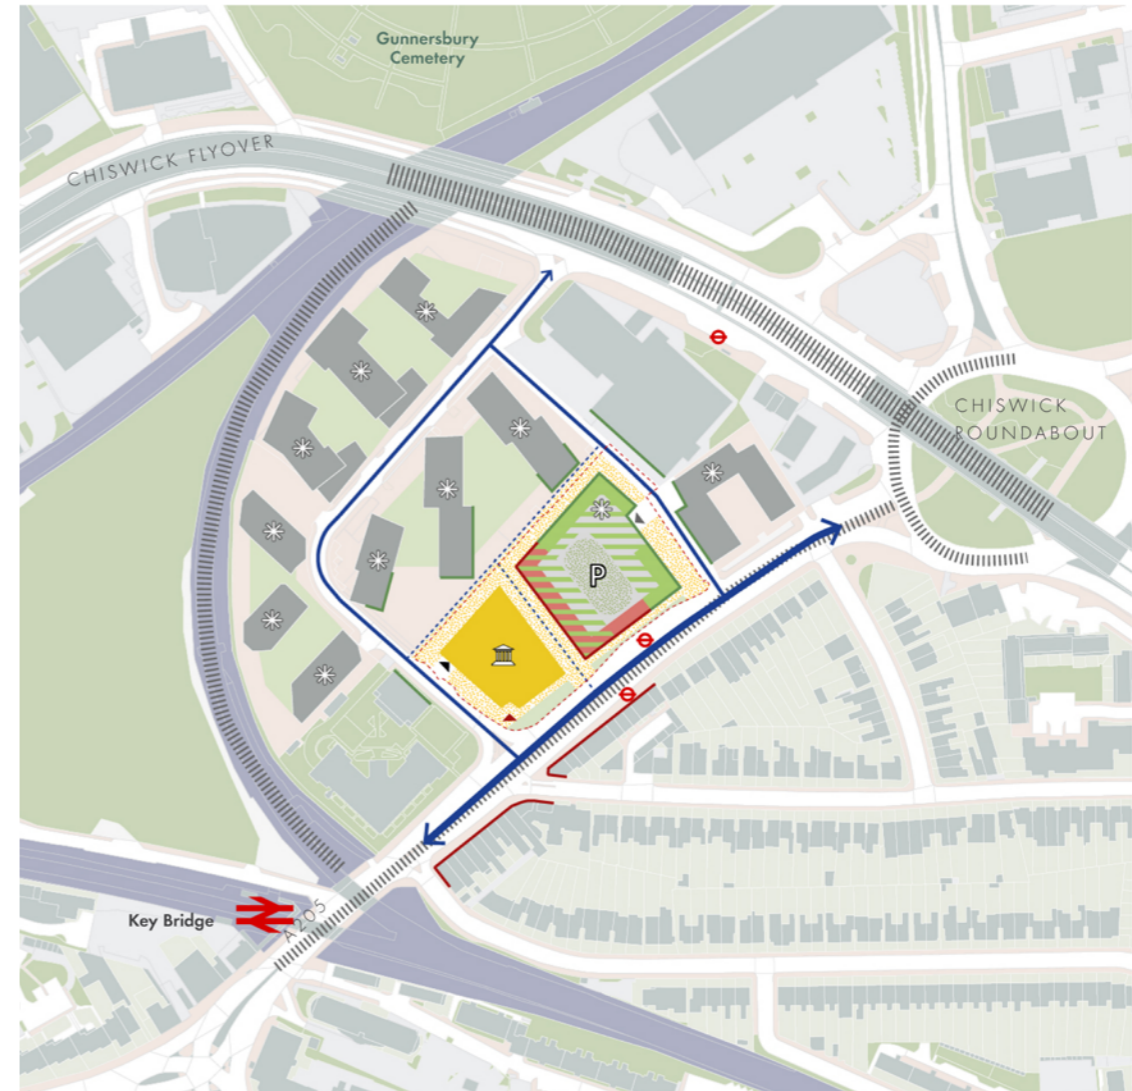 Gunnersbury
Cemetery
CHISWICK FLYOVER
CHISWICK
ROUNDABOUT
P
Key Bridge
A205